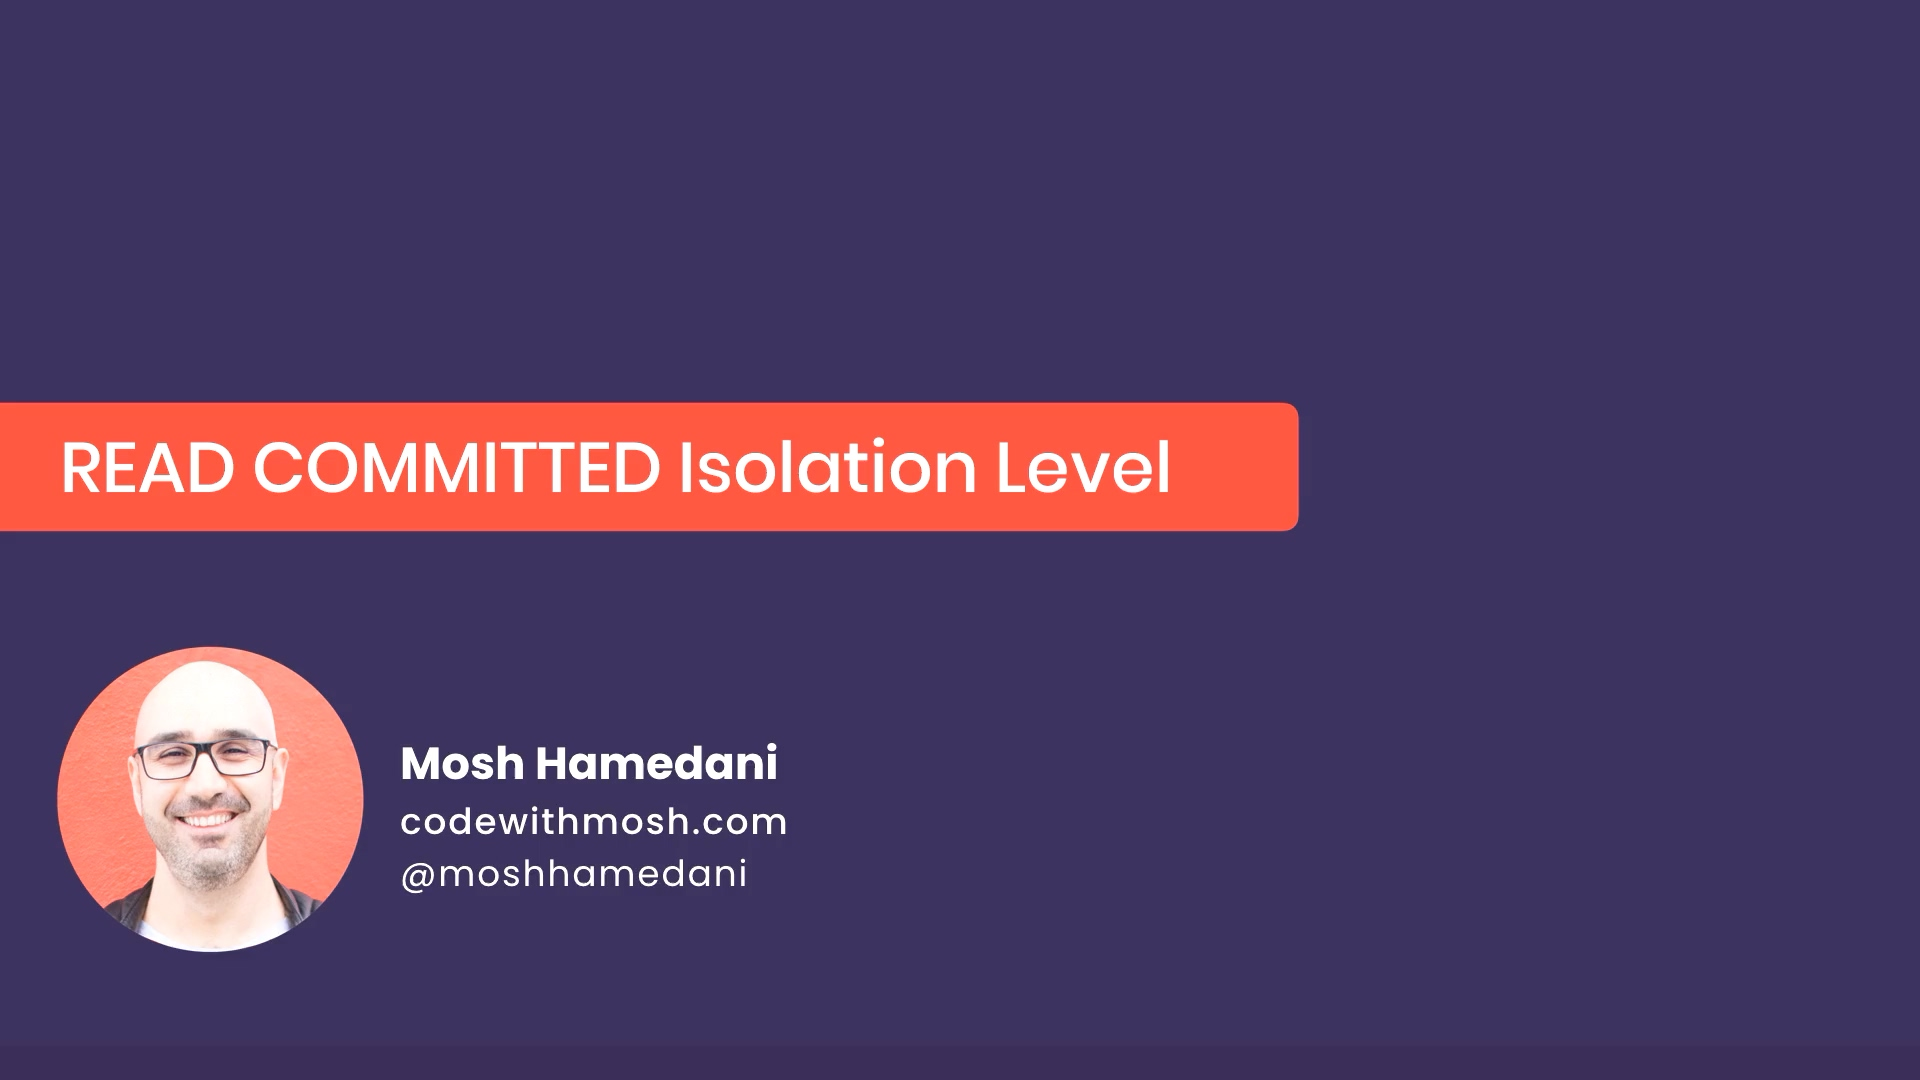 READ COMMITTED Isolation Level
Mosh Hamedani
codewithmosh.com
@moshhamedani